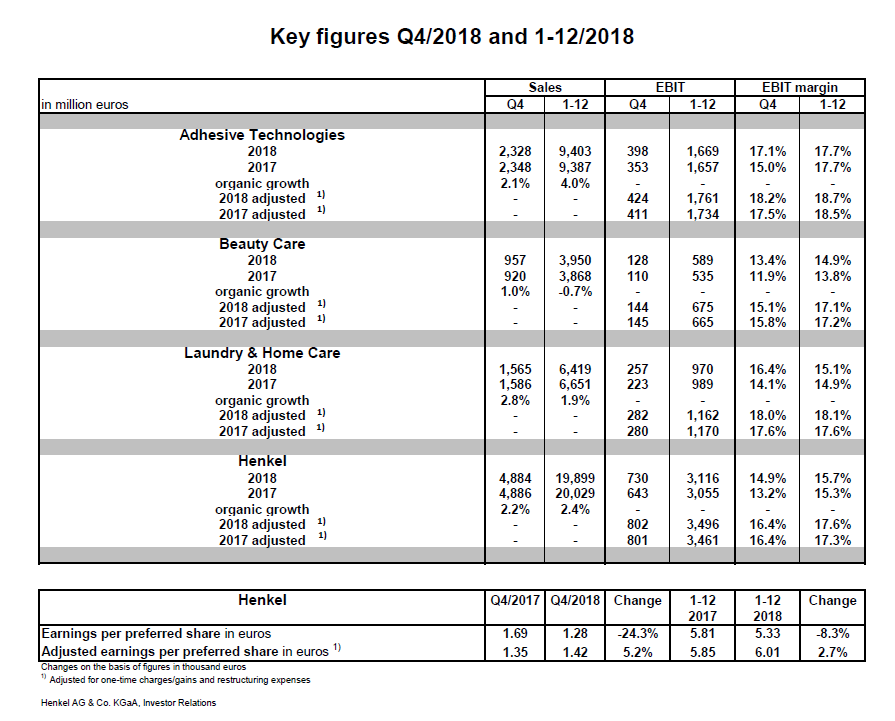 Key figures Q4/2018 and 1-12/2018
Sales EBIT EBIT margin
in million euros Q4 1-12 Q4 1-12 Q4 1-12
Adhesive Technologies
2018 2,328 9,403 398 1,669 17.1% 17.7%
2017 2,348 9,387 353 1,657 15.0% 17.7%
organic growth 2.1% 4.0% - - - -
2018 adjusted 1) - - 424 1,761 18.2% 18.7%
2017 adjusted 1) - - 411 1,734 17.5% 18.5%
Beauty Care
2018 957 3,950 128 589 13.4% 14.9%
2017 920 3,868 110 535 11.9% 13.8%
organic growth 1.0% -0.7% - - - -
2018 adjusted 1) - - 144 675 15.1% 17.1%
2017 adjusted 1) - - 145 665 15.8% 17.2%
Laundry & Home Care
2018 1,565 6,419 257 970 16.4% 15.1%
2017 1,586 6,651 223 989 14.1% 14.9%
organic growth 2.8% 1.9% - - - -
2018 adjusted 1) - - 282 1,162 18.0% 18.1%
2017 adjusted 1) - - 280 1,170 17.6% 17.6%
Henkel
2018 4,884 19,899 730 3,116 14.9% 15.7%
2017 4,886 20,029 643 3,055 13.2% 15.3%
organic growth 2.2% 2.4% - - - -
2018 adjusted 1) - - 802 3,496 16.4% 17.6%
2017 adjusted 1) - - 801 3,461 16.4% 17.3%
Henkel Q4/2017 Q4/2018 Change 1-12 1-12 Change
2017 2018
Earnings per preferred share in euros 1.69 1.28 -24.3% 5.81 5.33 -8.3%
Adjusted earnings per preferred share in euros 1) 1.35 1.42 5.2% 5.85 6.01 2.7%
Changes on the basis of figures in thousand euros
1) Adjusted for one-time charges/gains and restructuring expenses
Henkel AG & Co. KGaA, Investor Relations